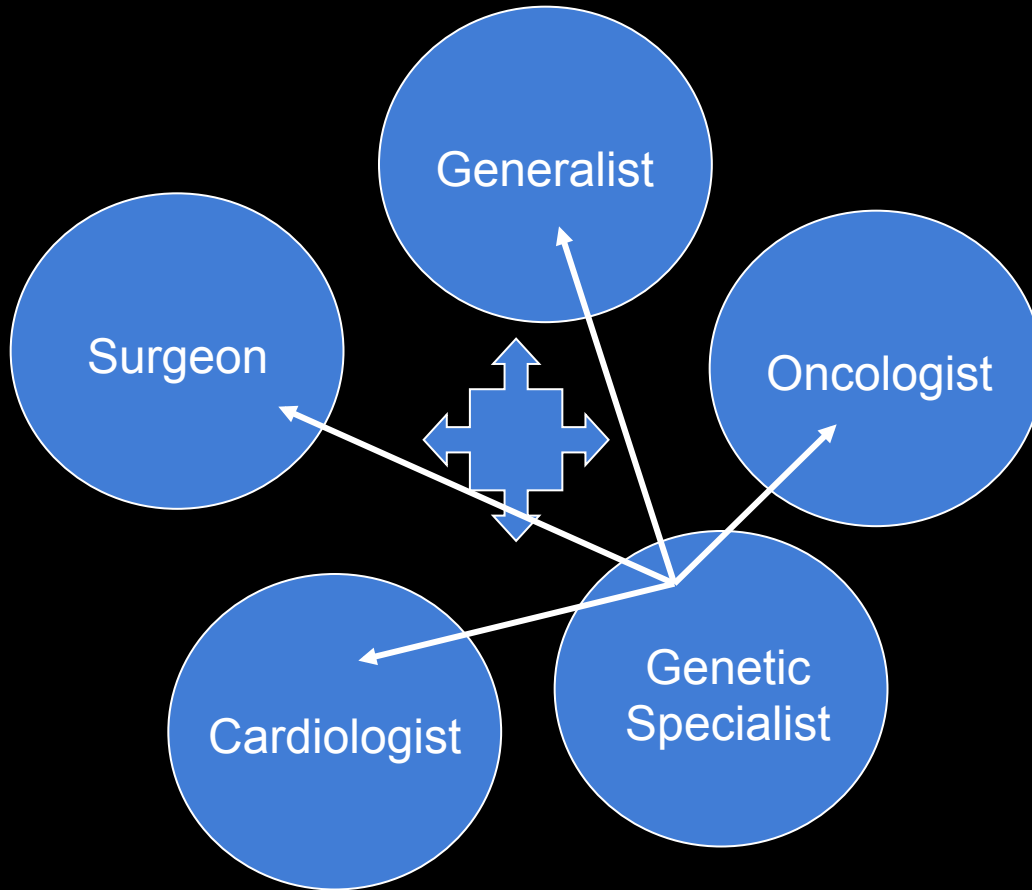 Generalist
Surgeon
Oncologist
Genetic
Specialist
Cardiologist